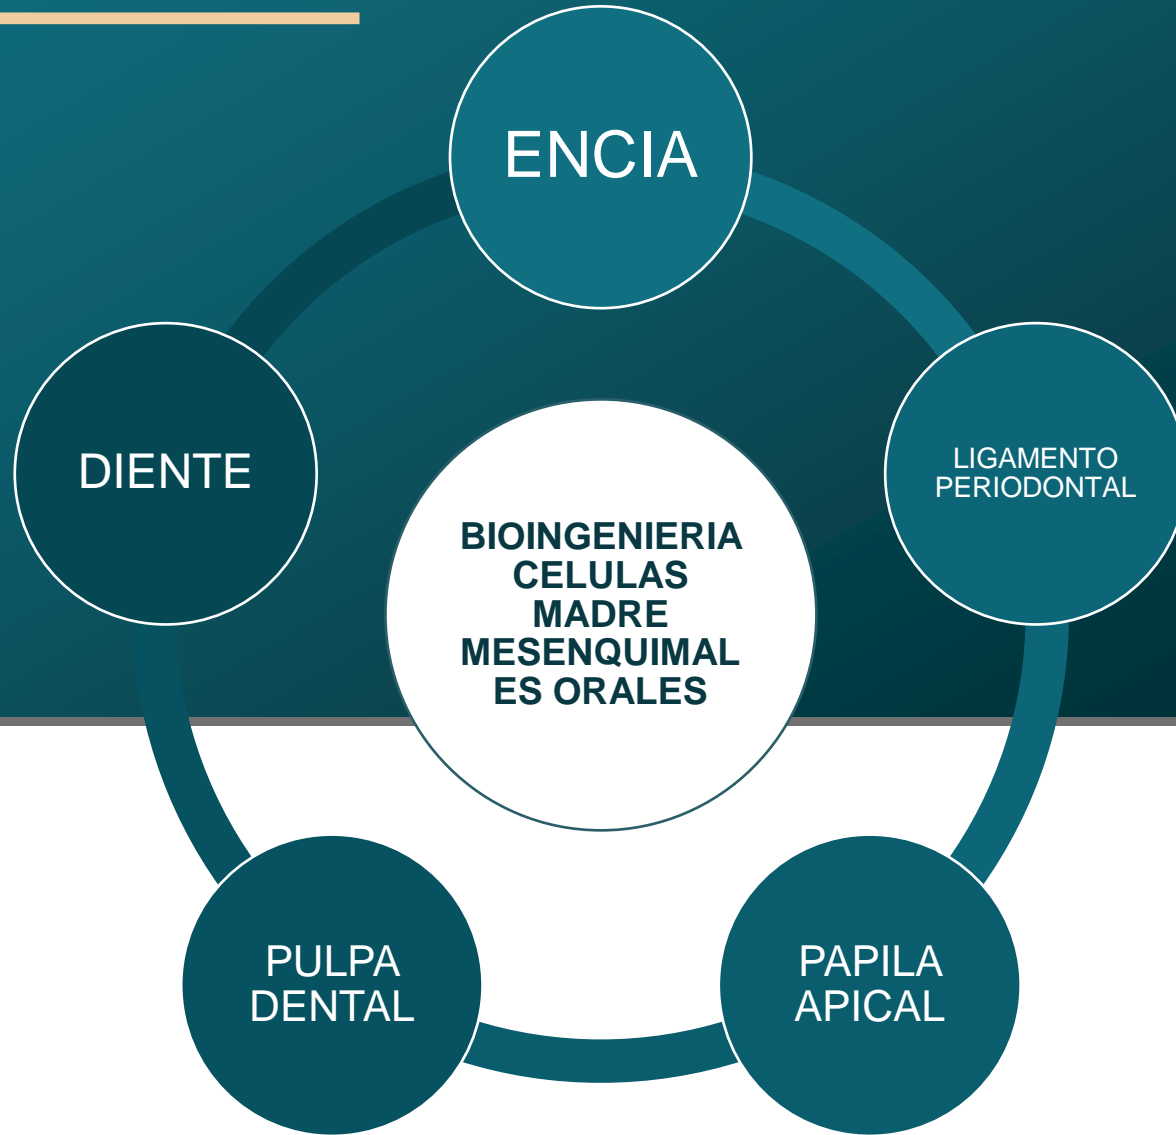 ENCIA
LIGAMENTO
PERIODONTAL
PAPILA
APICAL
PULPA
DENTAL
DIENTE
BIOINGENIERIA
CELULAS
MADRE
MESENQUIMAL
ES ORALES